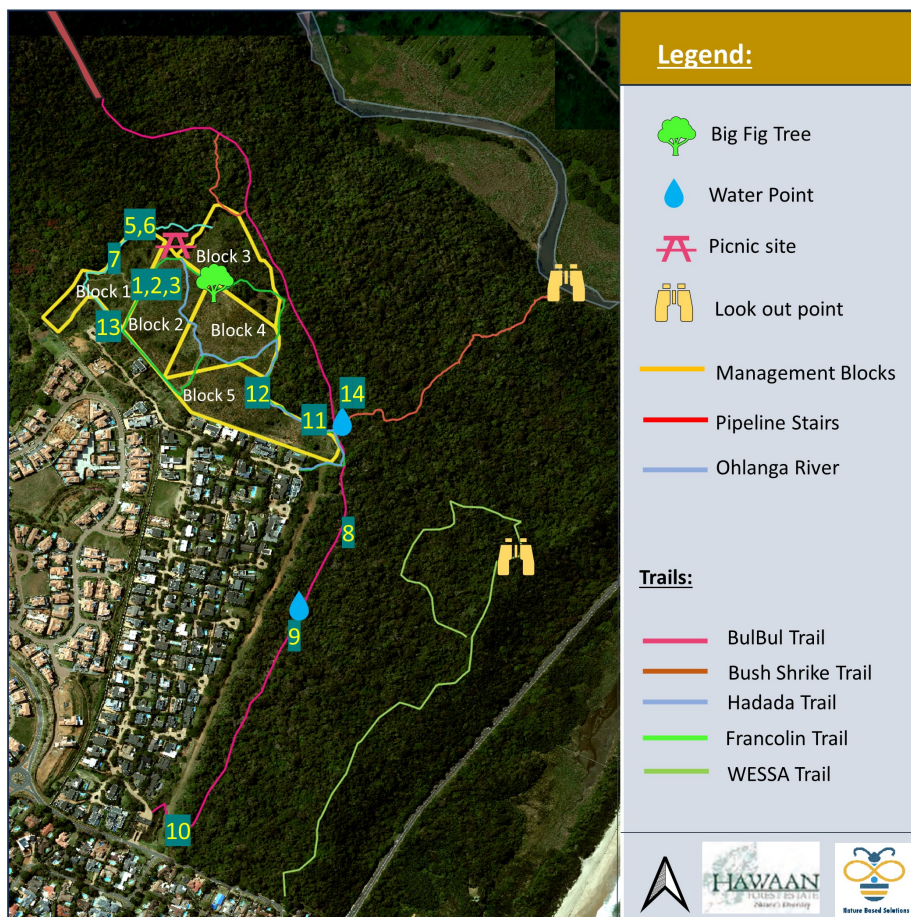 5,6
7
Block 3
Block 1
1,2,3
13
Block 2
Block 4
Block 5
12
14
11
8
9
10
Legend:
Big Fig Tree
Water Point
Picnic site
Look out point
Management Blocks
Pipeline Stairs
Ohlanga River
Trails:
BulBul Trail
Bush Shrike Trail
Hadada Trail
Francolin Trail
WESSA Trail
HAWAAN
FOREST ESTATE
Nature's Diversity
Nature Based Solutions